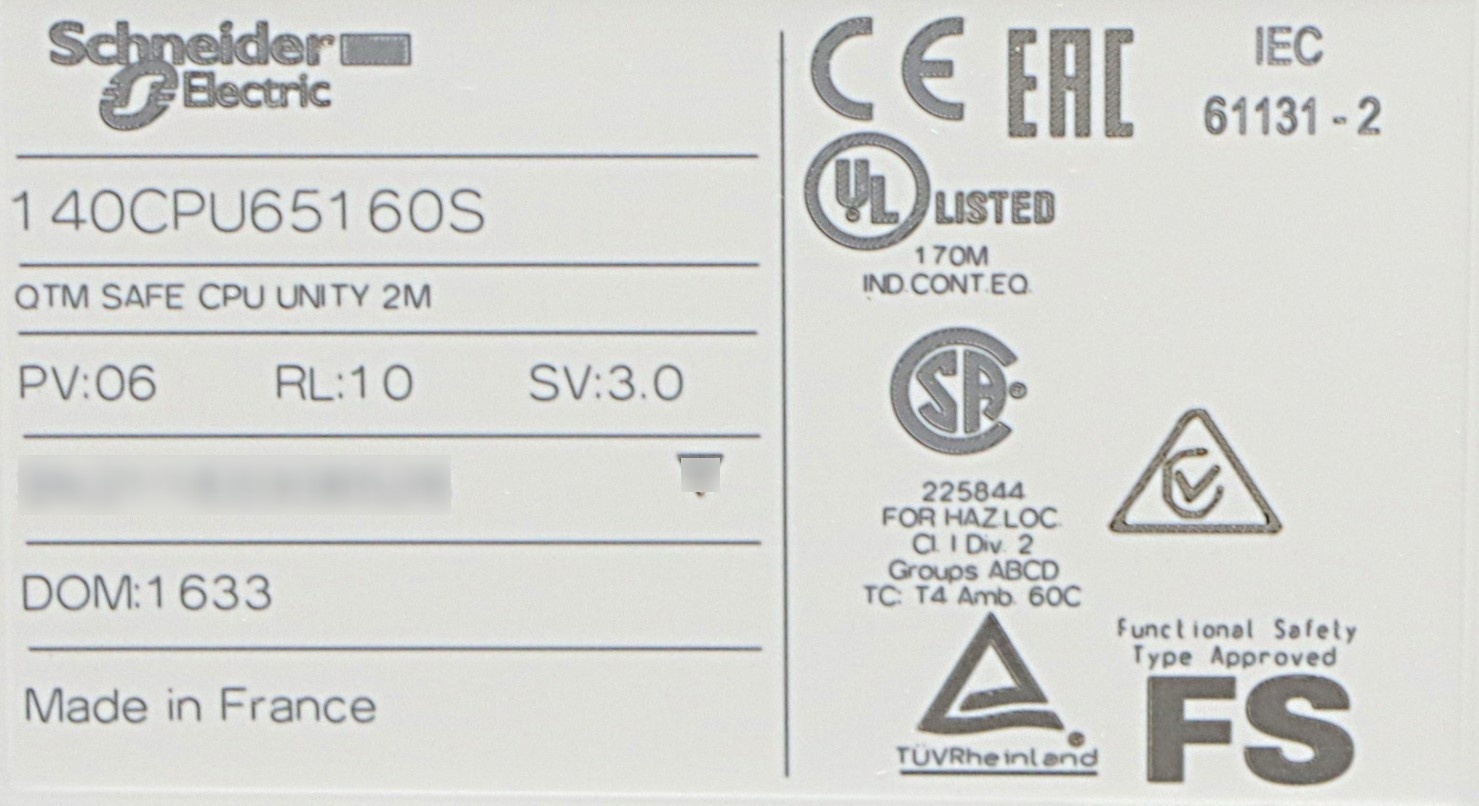 Schneider
Electric
140CPU65160S
QTM SAFE CPU UNITY 2M
PV:06 RL:10 SV:3.0
DOM:1633
Made in France
CE EAC IEC
61131-2
UL LISTED
170M
IND.CONT.EQ.
SA
225844
FOR HAZ.LOC.
Cl. I Div. 2
Groups ABCD
TC: T4 Amb. 60C
TÜVRheinland
Functional Safety
Type Approved
FS